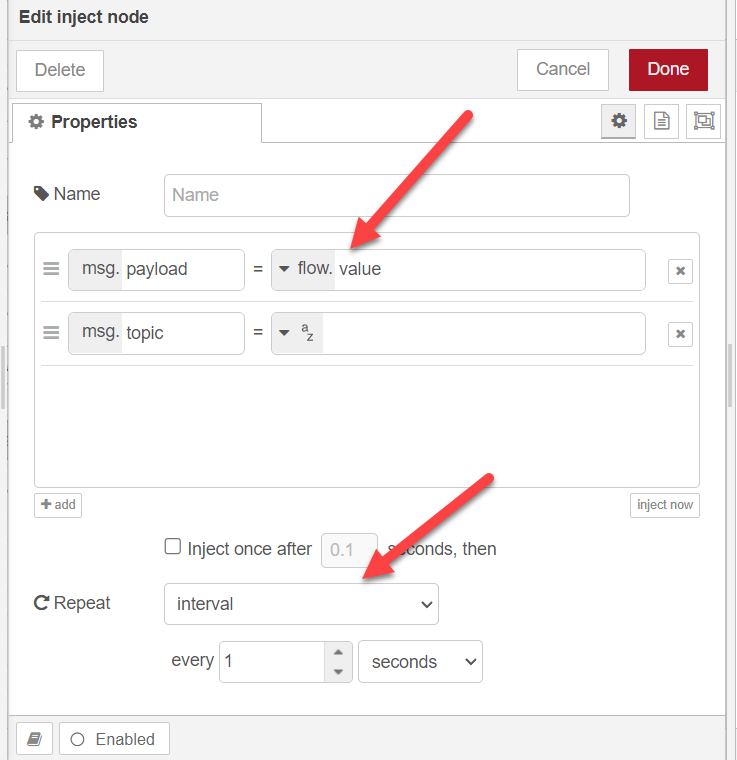 Edit inject node
Delete Cancel Done
Properties
Name Name
msg. payload = flow. value
msg. topic = a z
add inject now
Inject once after 0.1 seconds, then
Repeat interval
every 1 seconds
Enabled